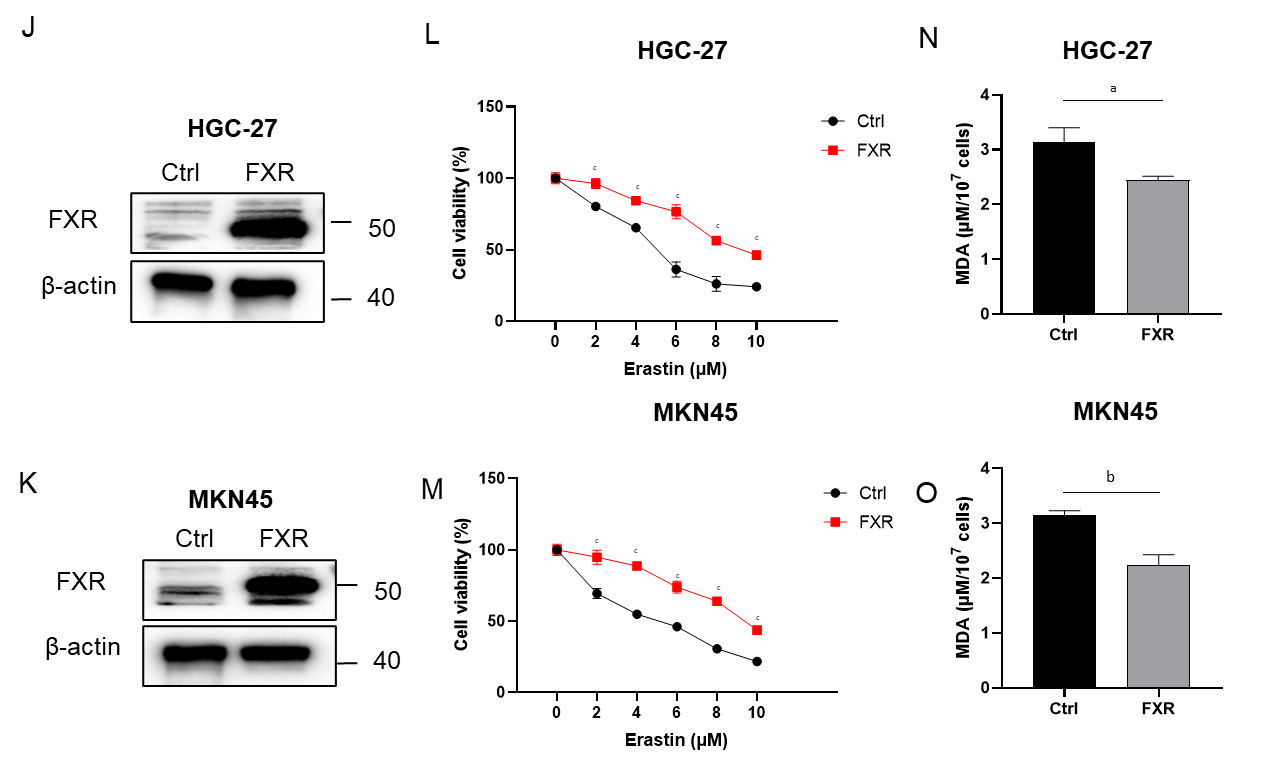 J
HGC-27
Ctrl FXR
FXR
50
β-actin
40
L
HGC-27
Cell viability (%)
150
100
50
0
c c c c c
Ctrl
FXR
0 2 4 6 8 10
Erastin (μM)
N
HGC-27
MDA (μM/10⁷ cells)
4
3
2
1
0
a
Ctrl FXR
K
MKN45
Ctrl FXR
FXR
50
β-actin
40
M
MKN45
Cell viability (%)
150
100
50
0
c c c c c
Ctrl
FXR
0 2 4 6 8 10
Erastin (μM)
O
MKN45
MDA (μM/10⁷ cells)
4
3
2
1
0
b
Ctrl FXR